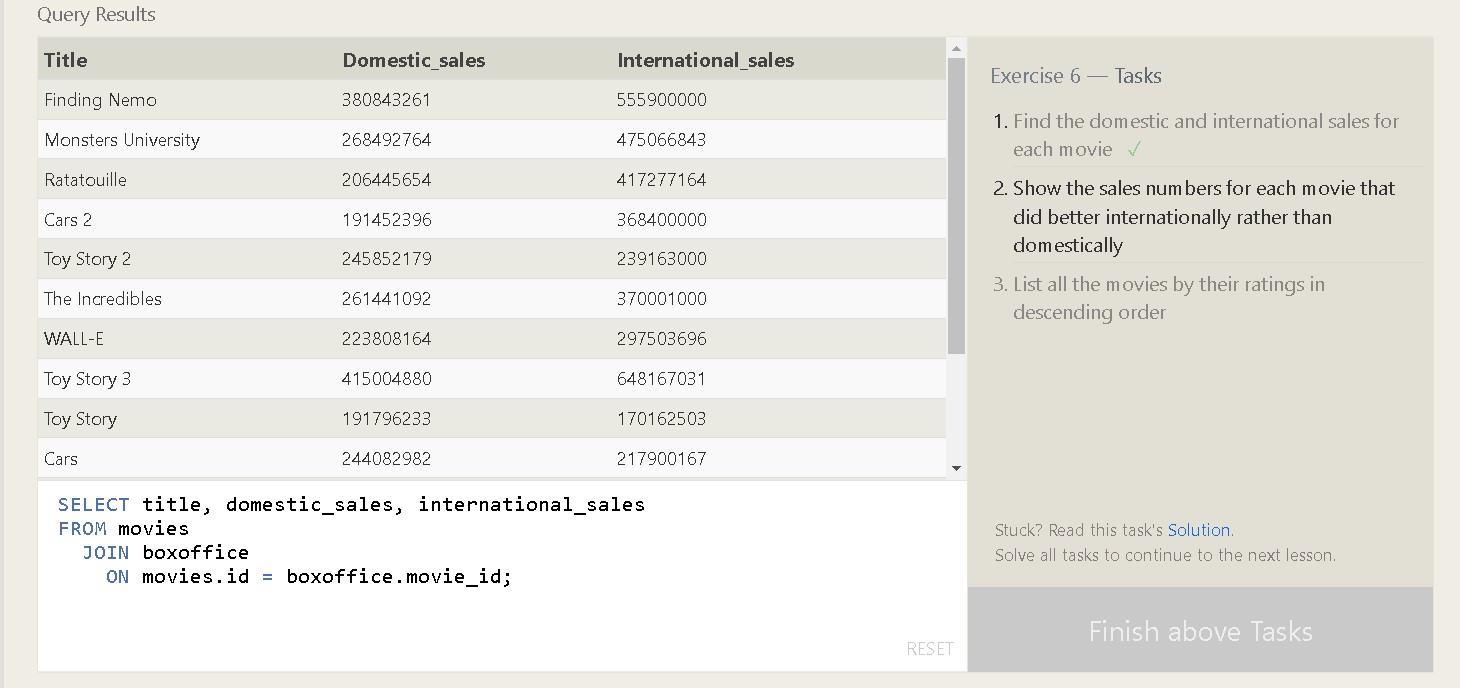 Query Results
Title Domestic_sales International_sales
Finding Nemo 380843261 555900000
Monsters University 268492764 475066843
Ratatouille 206445654 417277164
Cars 2 191452396 368400000
Toy Story 2 245852179 239163000
The Incredibles 261441092 370001000
WALL-E 223808164 297503696
Toy Story 3 415004880 648167031
Toy Story 191796233 170162503
Cars 244082982 217900167
SELECT title, domestic_sales, international_sales
FROM movies
JOIN boxoffice
ON movies.id = boxoffice.movie_id;
RESET
Exercise 6 — Tasks
1. Find the domestic and international sales for
each movie ✓
2. Show the sales numbers for each movie that
did better internationally rather than
domestically
3. List all the movies by their ratings in
descending order
Stuck? Read this task's Solution.
Solve all tasks to continue to the next lesson.
Finish above Tasks